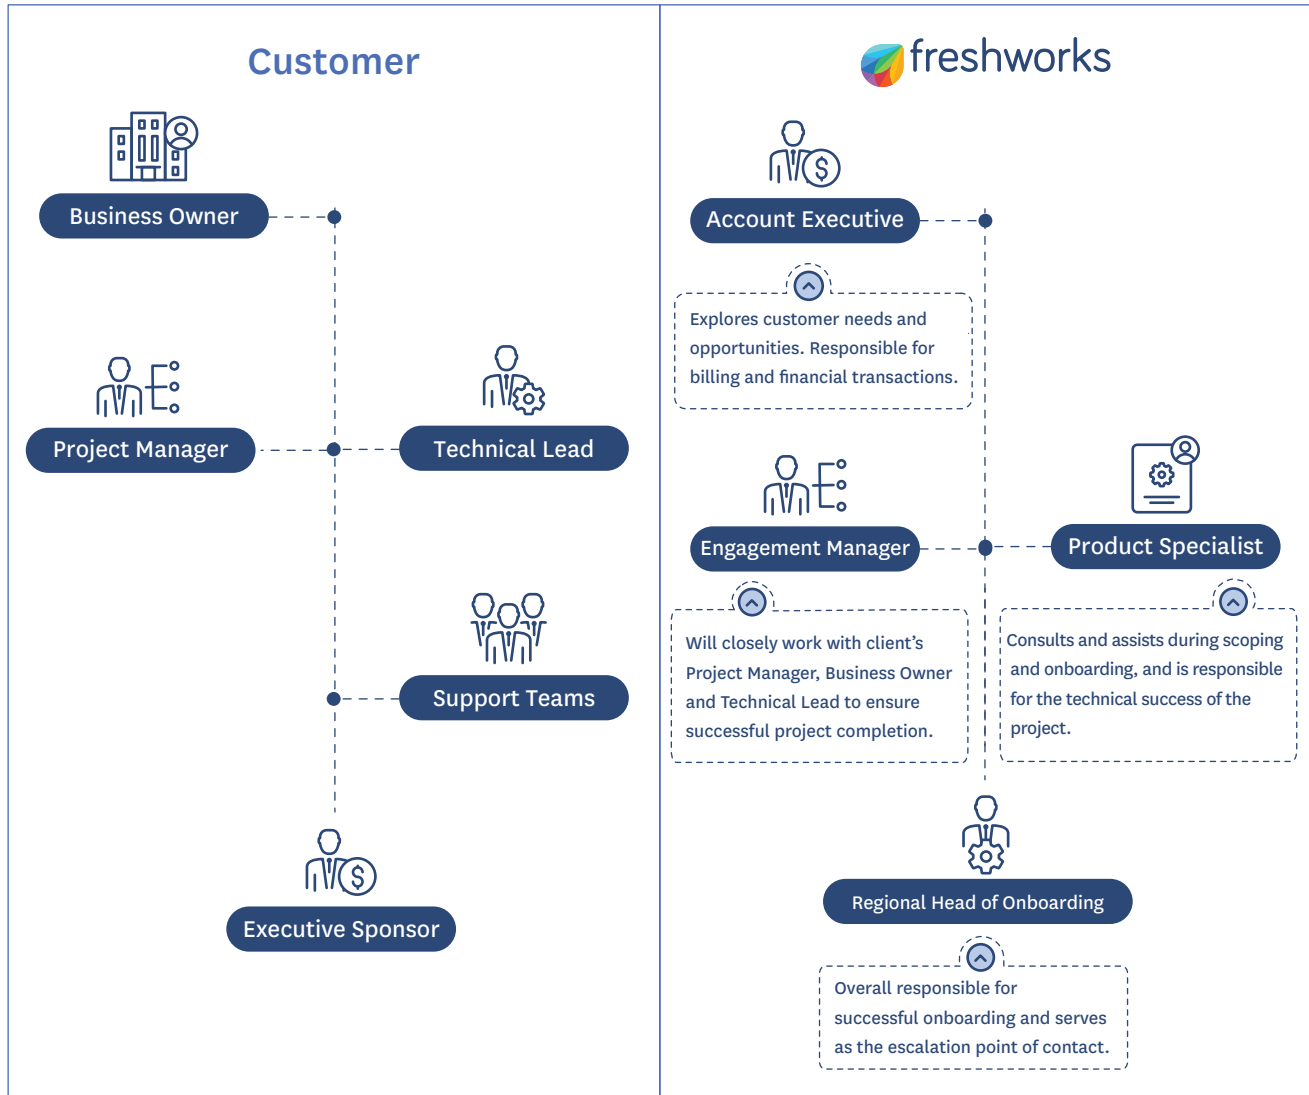 Customer
Business Owner
Project Manager
Technical Lead
Support Teams
Executive Sponsor
freshworks
Account Executive
Explores customer needs and
opportunities. Responsible for
billing and financial transactions.
Engagement Manager
Will closely work with client’s
Project Manager, Business Owner
and Technical Lead to ensure
successful project completion.
Product Specialist
Consults and assists during scoping
and onboarding, and is responsible
for the technical success of the
project.
Regional Head of Onboarding
Overall responsible for
successful onboarding and serves
as the escalation point of contact.